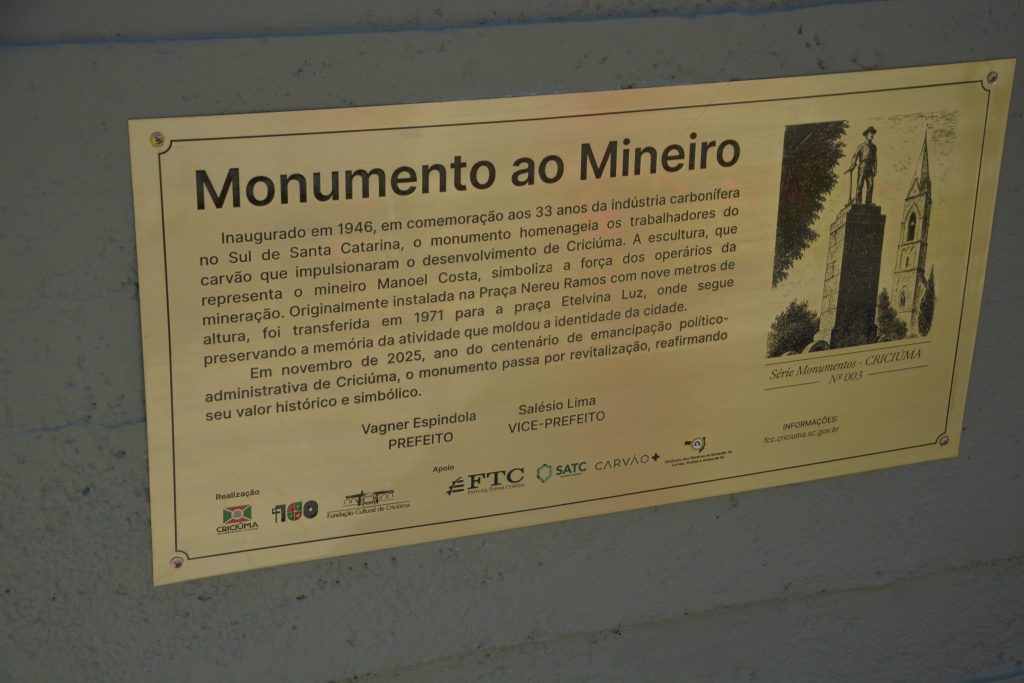 Monumento ao Mineiro
Inaugurado em 1946, em comemoração aos 33 anos da indústria carbonífera
no Sul de Santa Catarina, o monumento homenageia os trabalhadores do
carvão que impulsionaram o desenvolvimento de Criciúma. A escultura, que
representa o mineiro Manoel Costa, simboliza a força dos operários da
mineração. Originalmente instalada na Praça Nereu Ramos com nove metros de
altura, foi transferida em 1971 para a praça Etelvina Luz, onde segue
preservando a memória da atividade que moldou a identidade da cidade.
Em novembro de 2025, ano do centenário de emancipação político-
administrativa de Criciúma, o monumento passa por revitalização, reafirmando
seu valor histórico e simbólico.
Vagner Espindola
PREFEITO
Salésio Lima
VICE-PREFEITO
Série Monumentos - CRICIÚMA
Nº 003
INFORMAÇÕES:
fcc.criciuma.sc.gov.br
Realização
CRICIÚMA
100
Fundação Cultural de Criciúma
Apoio
FTC
Ferrovia Tereza Cristina
SATC
CARVÃO+